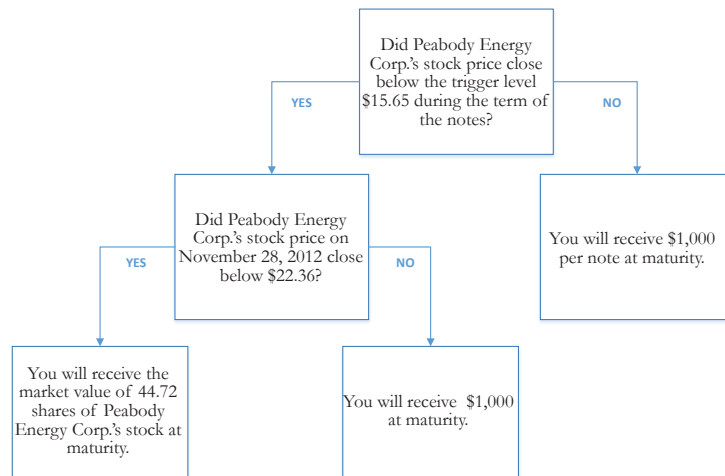 Did Peabody Energy
Corp.'s stock price close
below the trigger level
$15.65 during the term of
the notes?
YES
NO
Did Peabody Energy
Corp.'s stock price on
November 28, 2012 close
below $22.36?
You will receive $1,000
per note at maturity.
YES
NO
You will receive the
market value of 44.72
shares of Peabody
Energy Corp.'s stock at
maturity.
You will receive $1,000
at maturity.